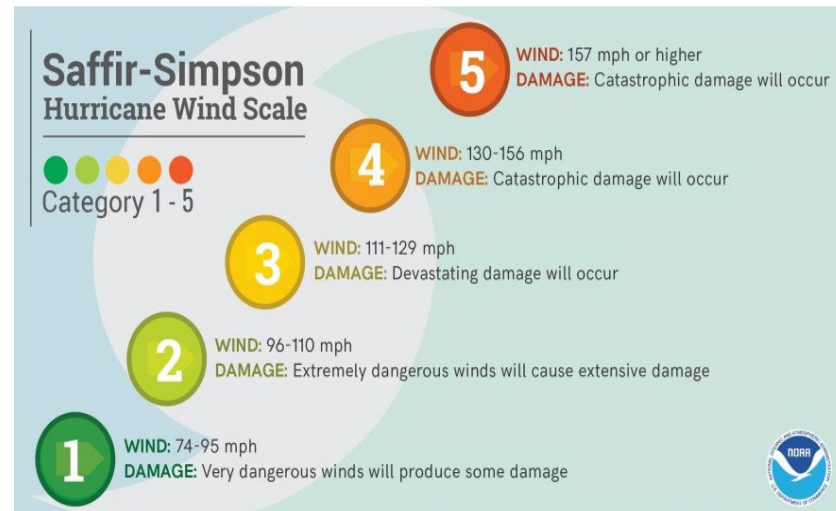 Saffir-Simpson
Hurricane Wind Scale
Category 1 - 5
5
WIND: 157 mph or higher
DAMAGE: Catastrophic damage will occur
4
WIND: 130-156 mph
DAMAGE: Catastrophic damage will occur
3
WIND: 111-129 mph
DAMAGE: Devastating damage will occur
2
WIND: 96-110 mph
DAMAGE: Extremely dangerous winds will cause extensive damage
1
WIND: 74-95 mph
DAMAGE: Very dangerous winds will produce some damage
NOAA